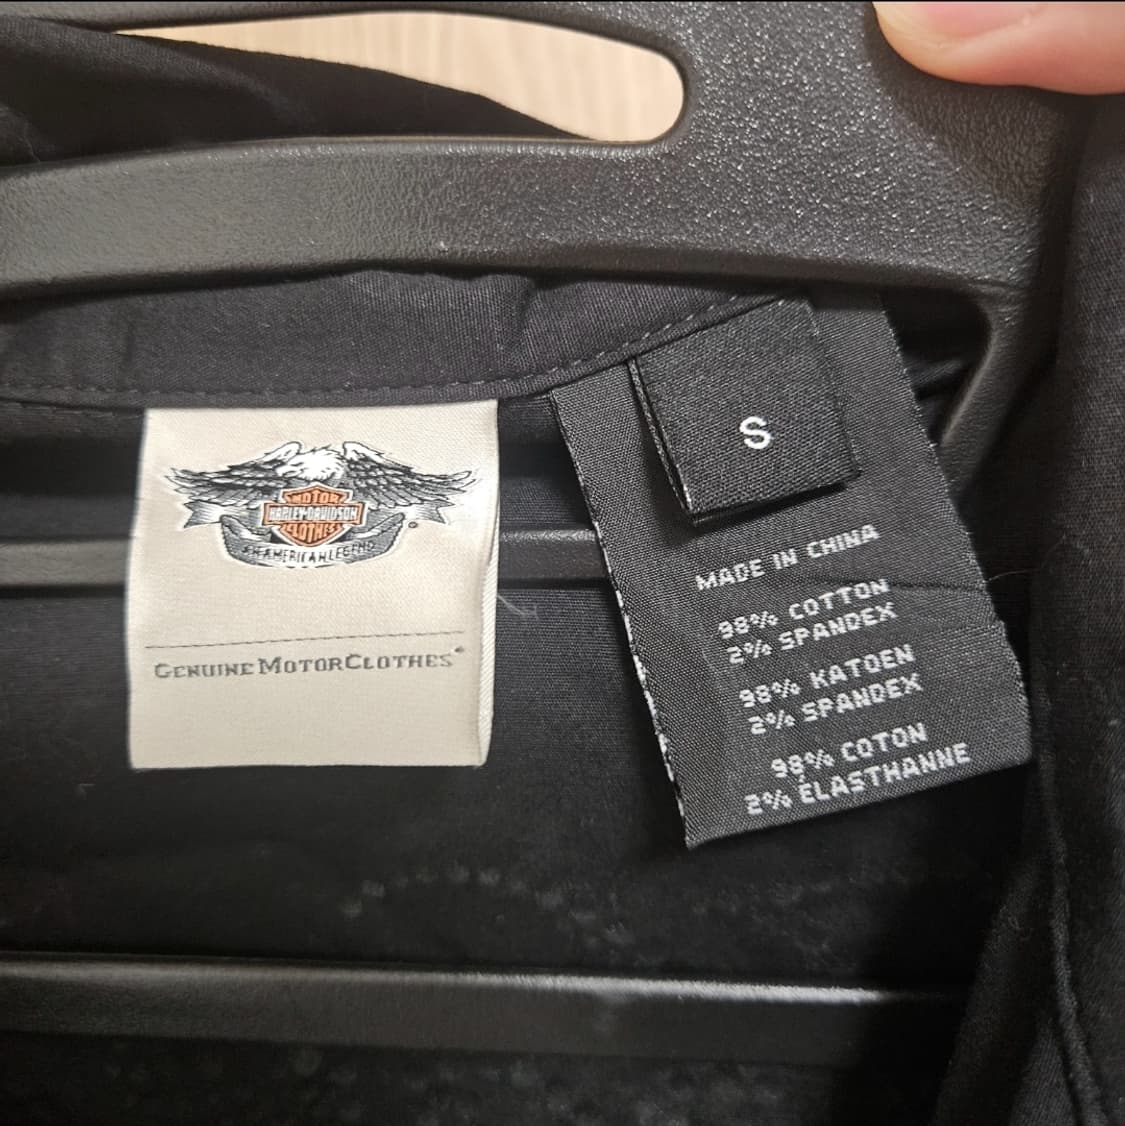 MOTOR
HARLEY-DAVIDSON
CLOTHES
AN AMERICAN LEGEND
GENUINE MOTORCLOTHES®
S
MADE IN CHINA
98% COTTON
2% SPANDEX
98% KATOEN
2% SPANDEX
98% COTON
2% ÉLASTHANNE